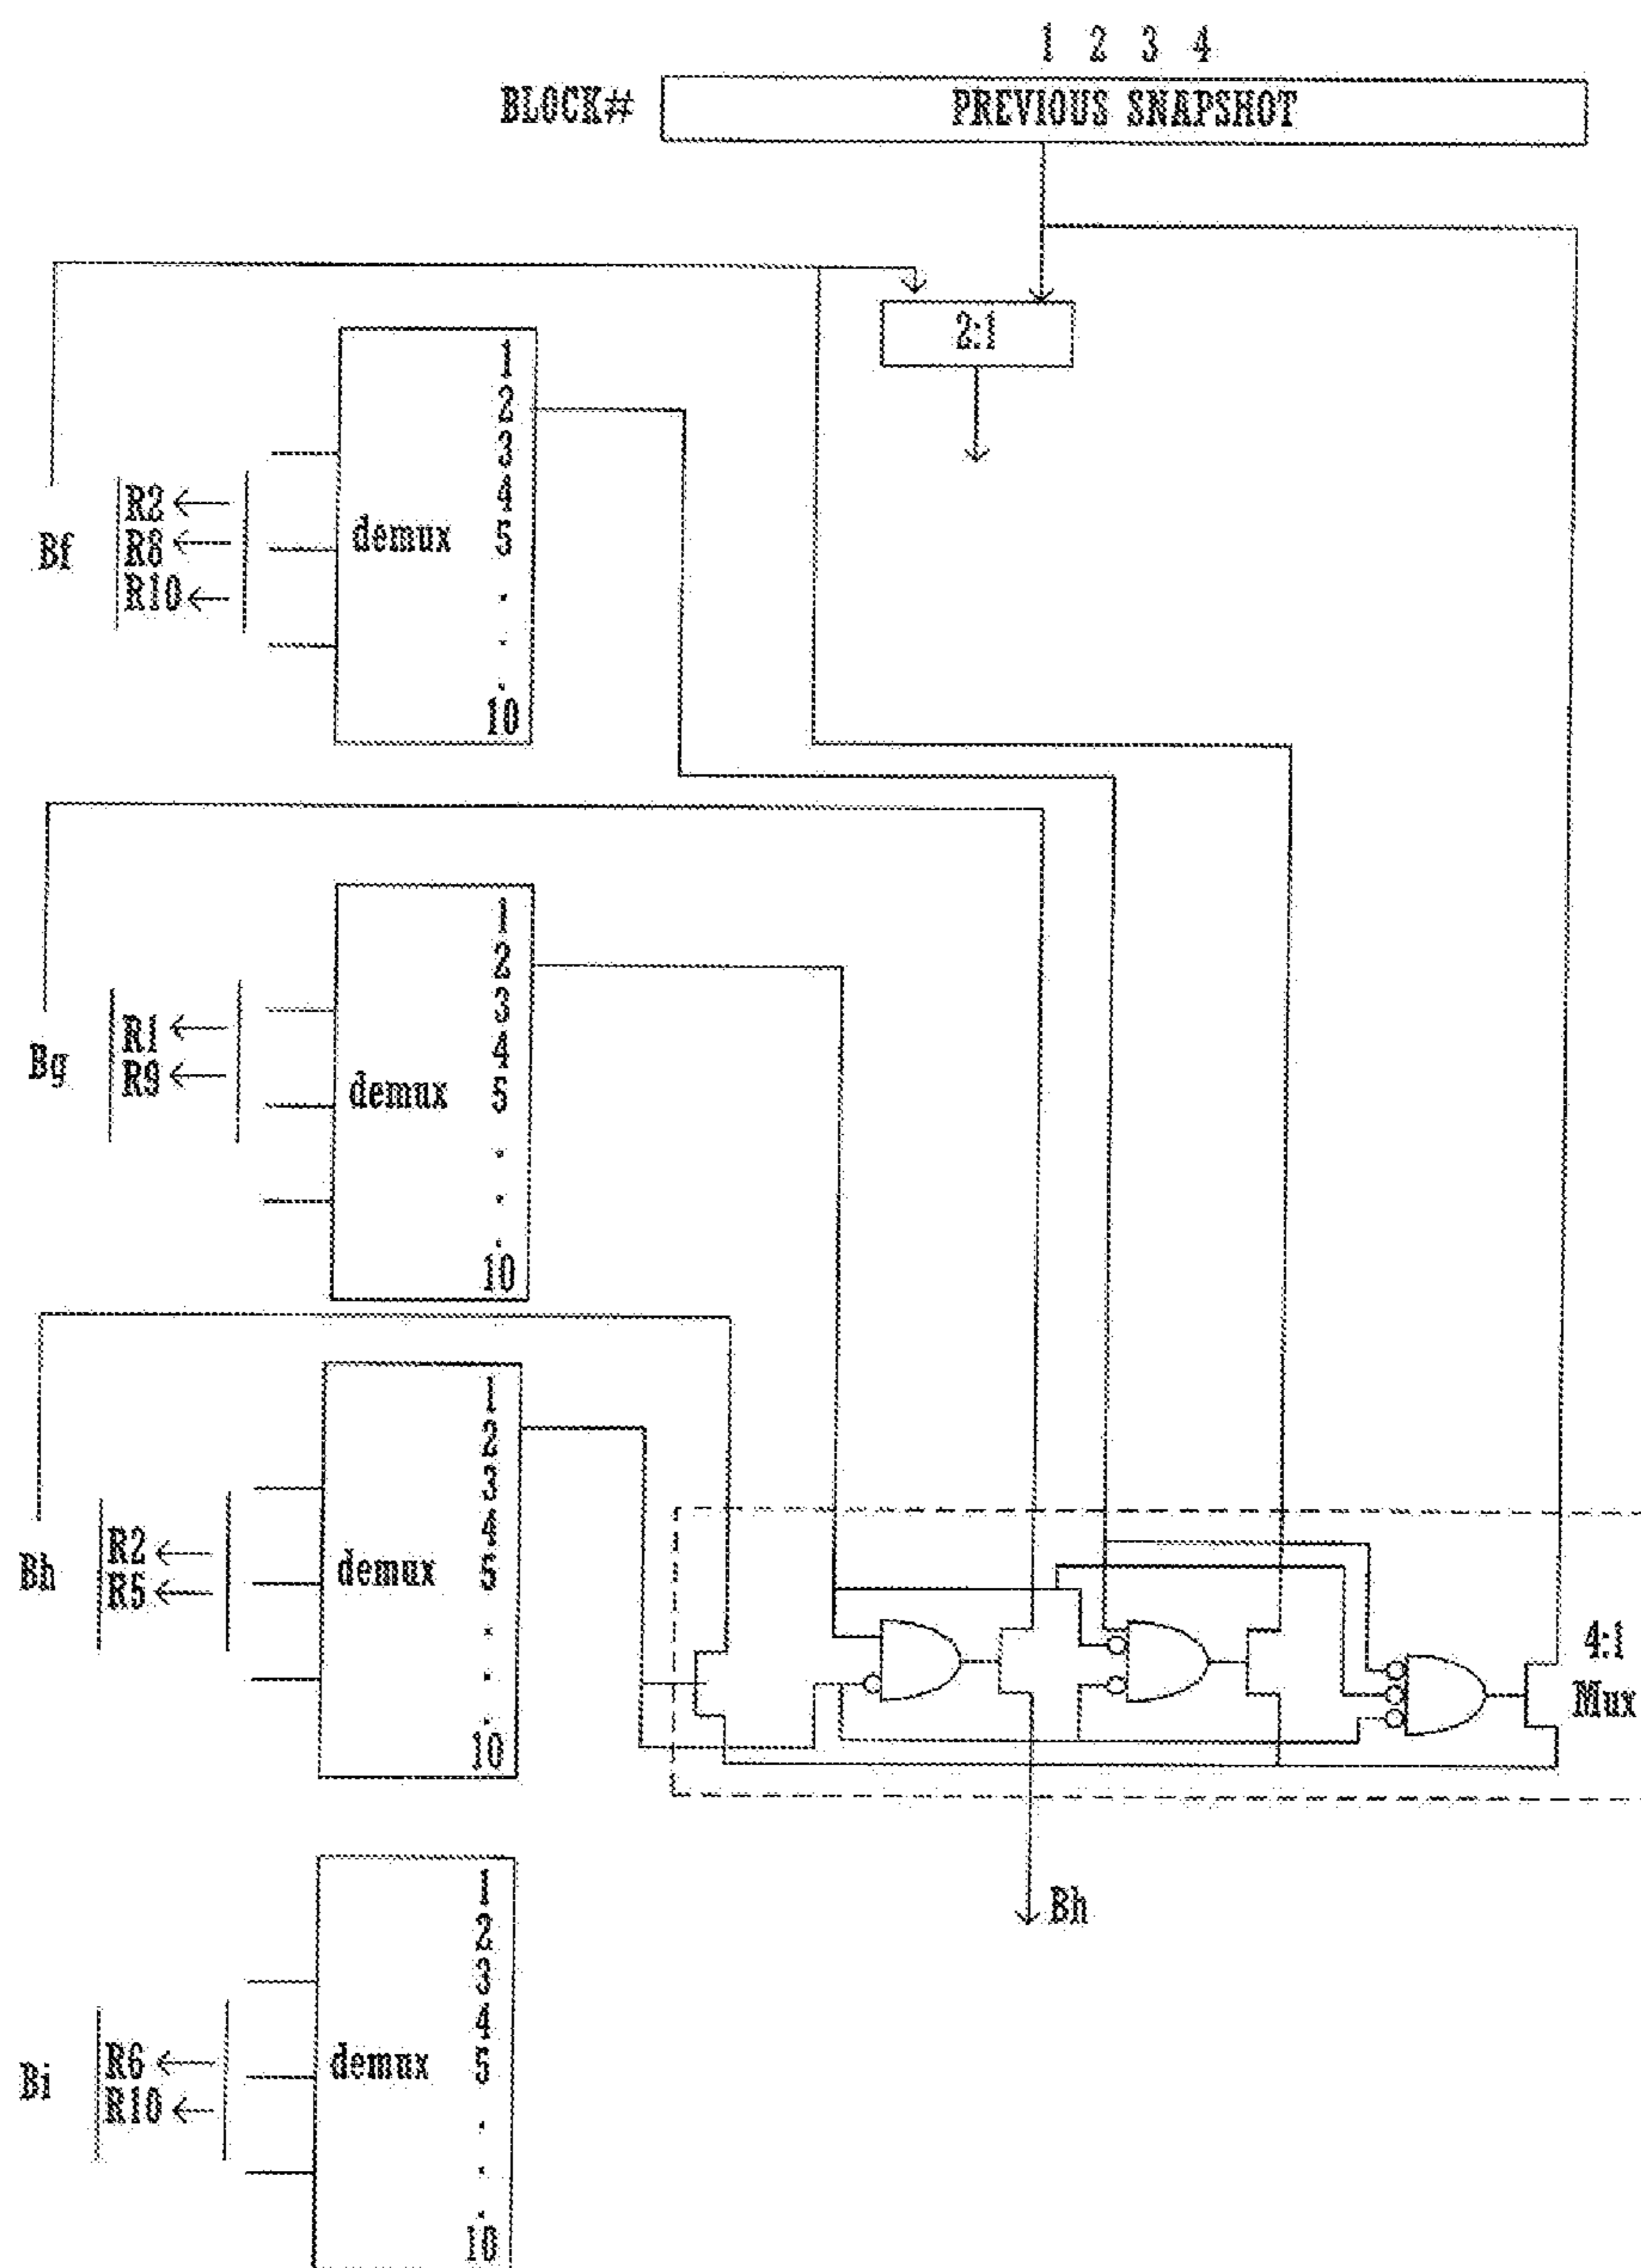 1 2 3 4
BLOCK# PREVIOUS SNAPSHOT
2:1
1
2
3
4
5
.
.
.
10
demux
Bf
R2
R8
R10
1
2
3
4
5
.
.
.
10
demux
Bg
R1
R9
1
2
3
4
5
.
.
.
10
demux
Bh
R2
R5
4:1
Mux
Bh
1
2
3
4
5
.
.
.
10
demux
Bi
R6
R10